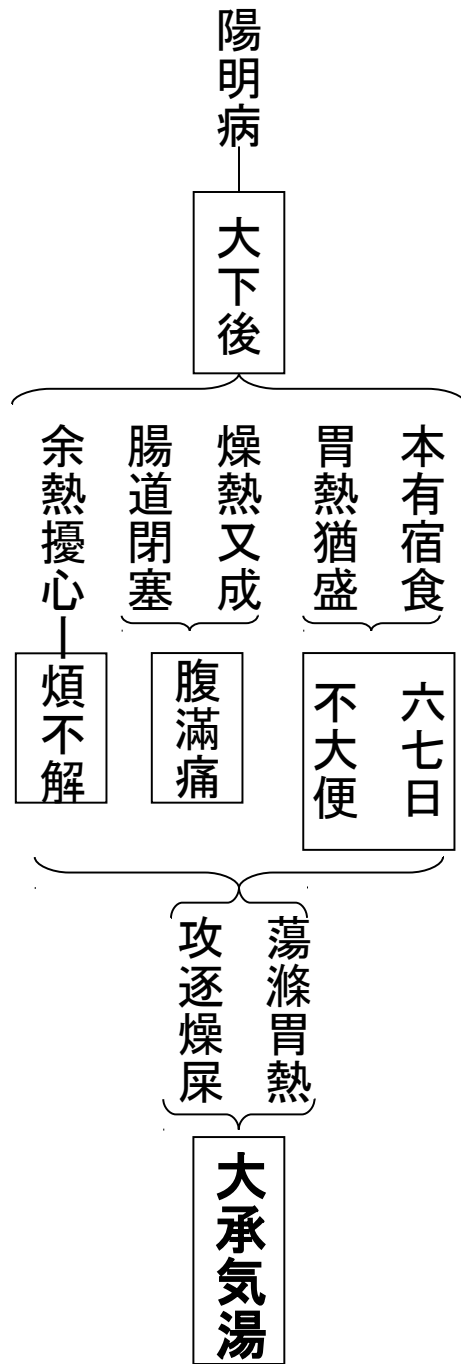 陽明病
大下後
本有宿食
胃熱猶盛
燥熱又成
腸道閉塞
余熱擾心
六七日
不大便
腹滿痛
煩不解
蕩滌胃熱
攻逐燥屎
大承気湯